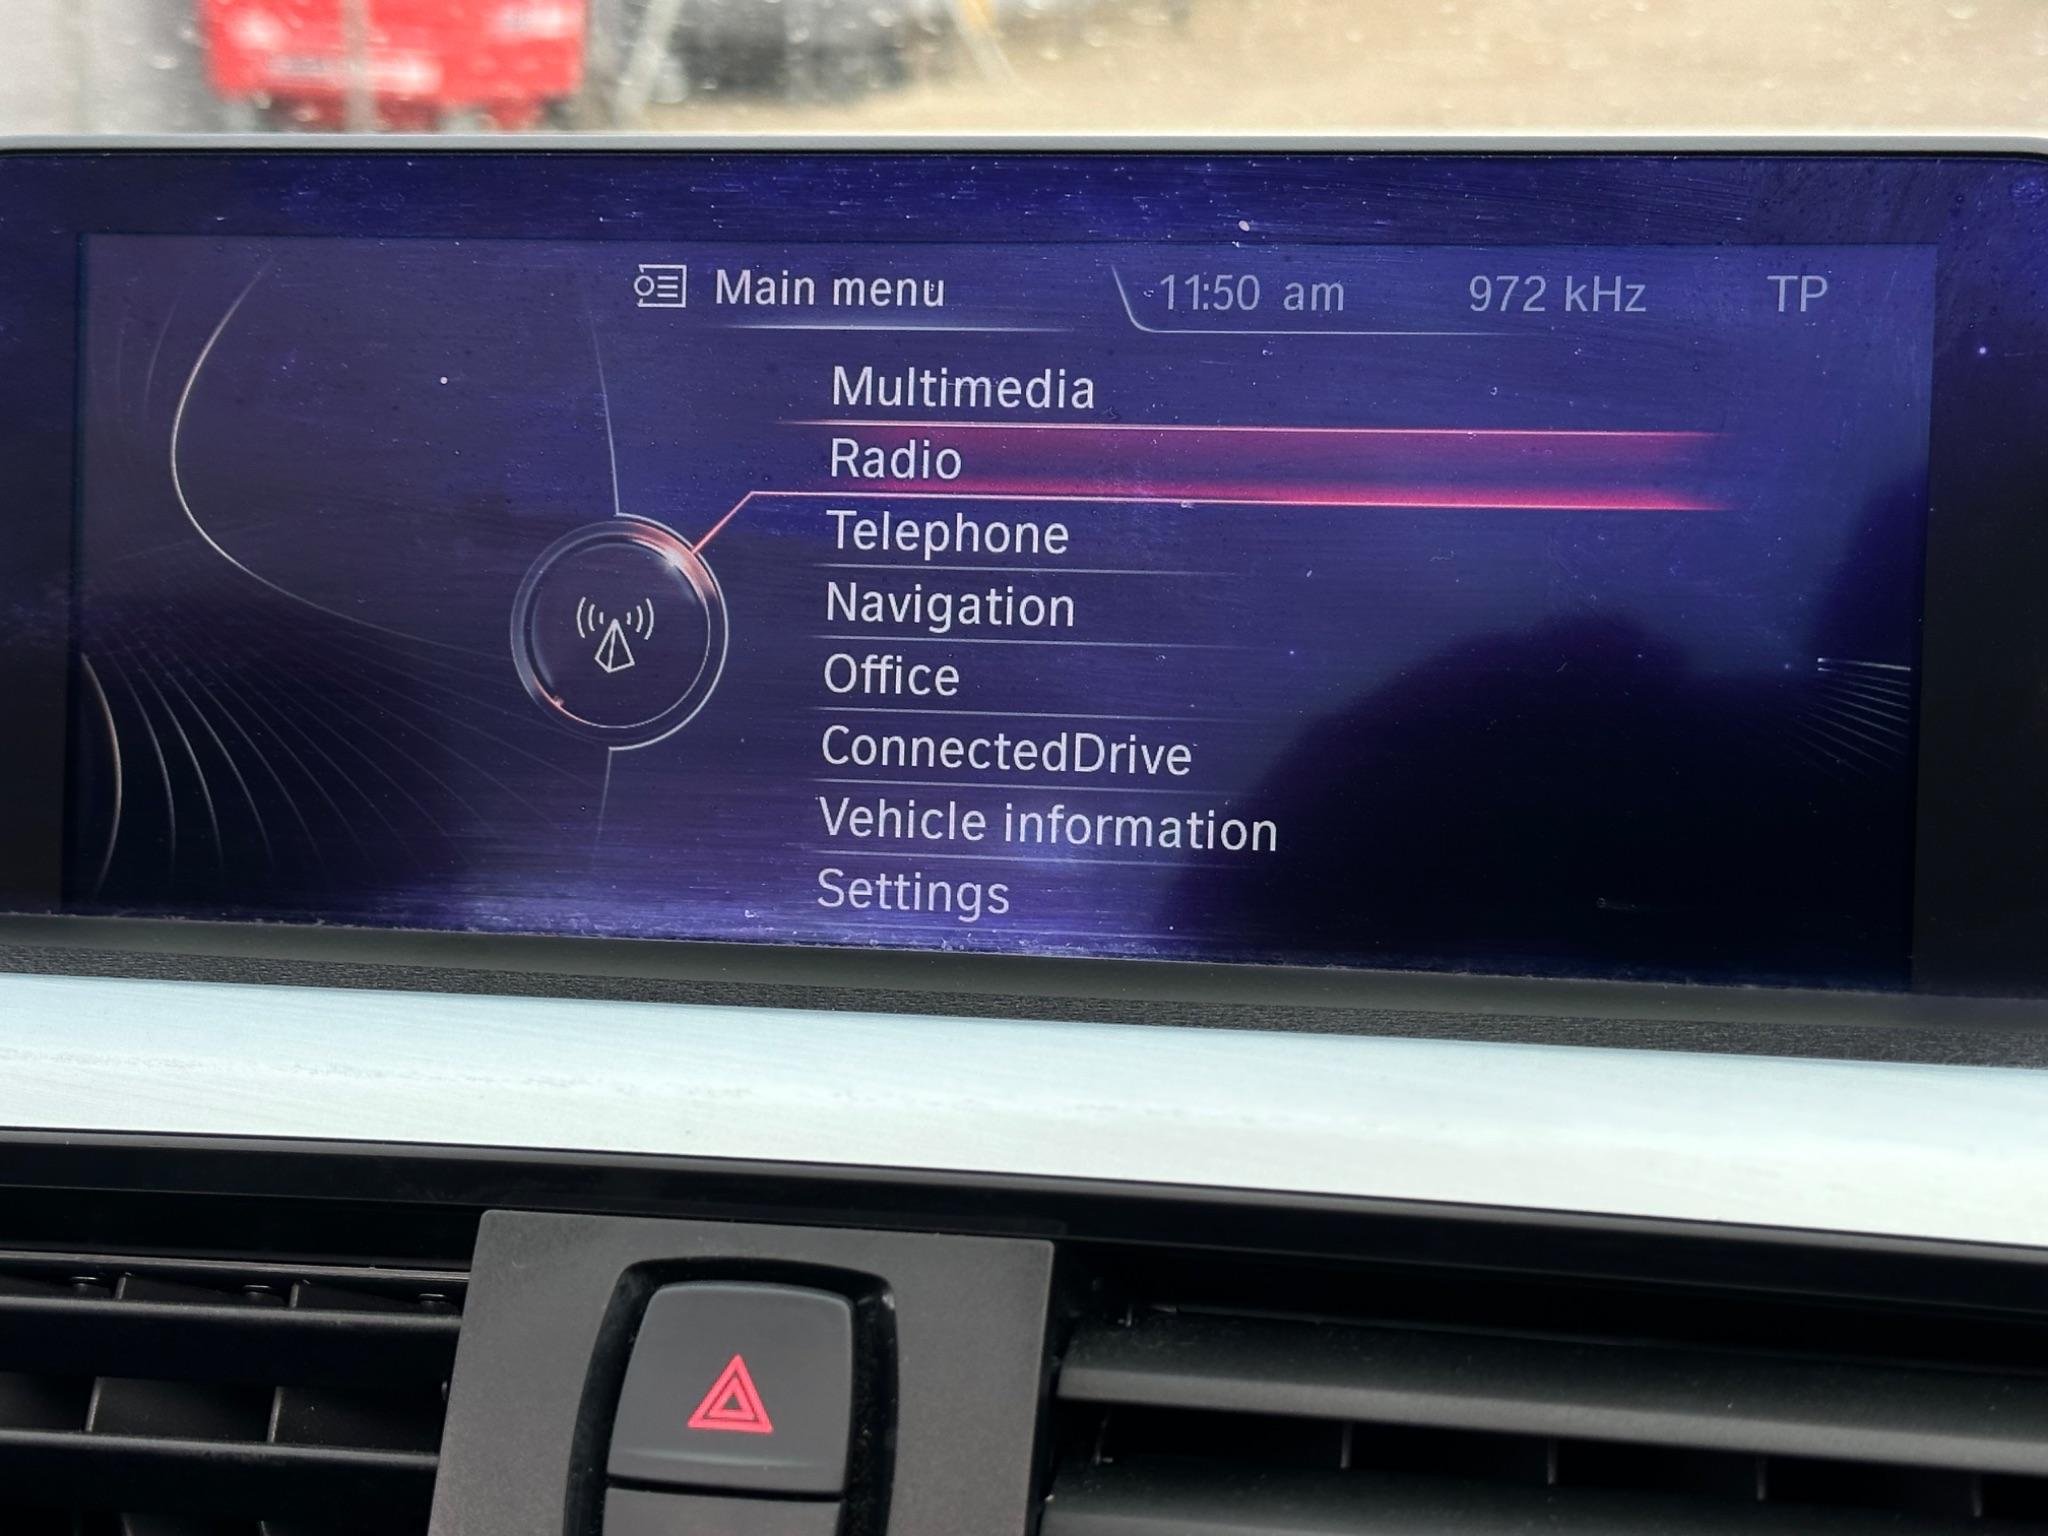 Main menu 11:50 am 972 kHz TP
Multimedia
Radio
Telephone
Navigation
Office
ConnectedDrive
Vehicle information
Settings